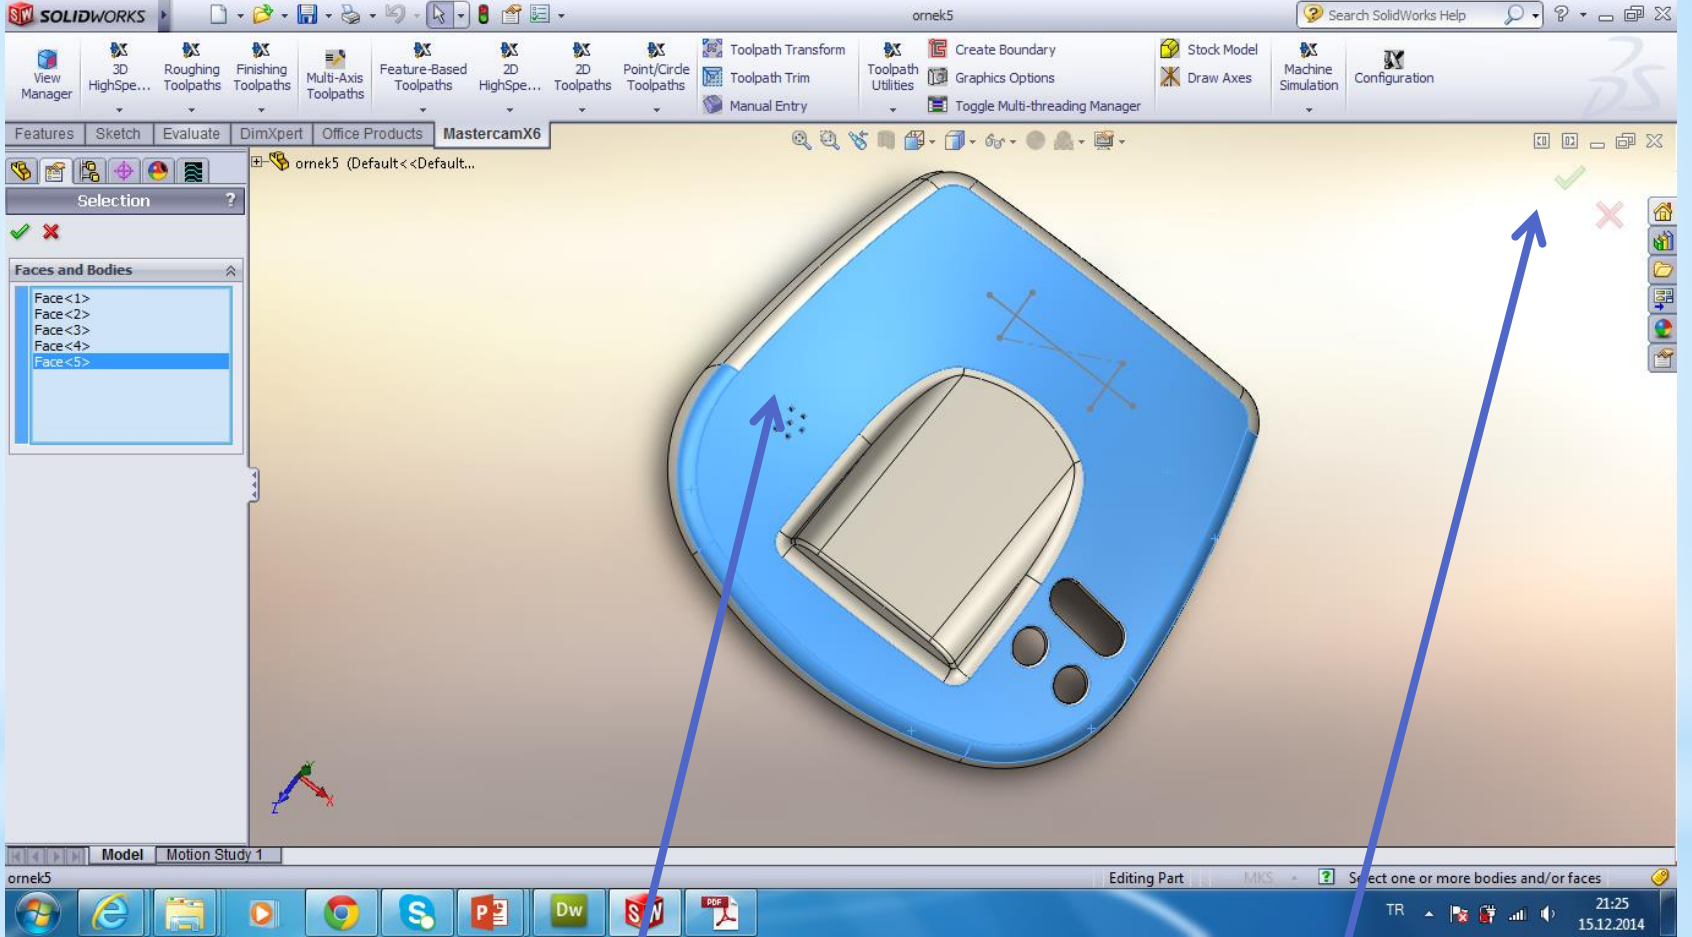 SOLIDWORKS
ornek5
Search SolidWorks Help
View Manager
3D HighSpe...
Roughing Toolpaths
Finishing Toolpaths
Multi-Axis Toolpaths
Feature-Based Toolpaths
2D HighSpe...
2D Toolpaths
Point/Circle Toolpaths
Toolpath Transform
Toolpath Trim
Manual Entry
Toolpath Utilities
Create Boundary
Graphics Options
Toggle Multi-threading Manager
Stock Model
Draw Axes
Machine Simulation
Configuration
Features Sketch Evaluate DimXpert Office Products MastercamX6
ornek5 (Default<<Default...
Selection ?
Faces and Bodies
Face<1>
Face<2>
Face<3>
Face<4>
Face<5>
Y
Z X
Model Motion Study 1
ornek5
Editing Part MKS ? Select one or more bodies and/or faces
Dw
PDF
TR
21:25
15.12.2014